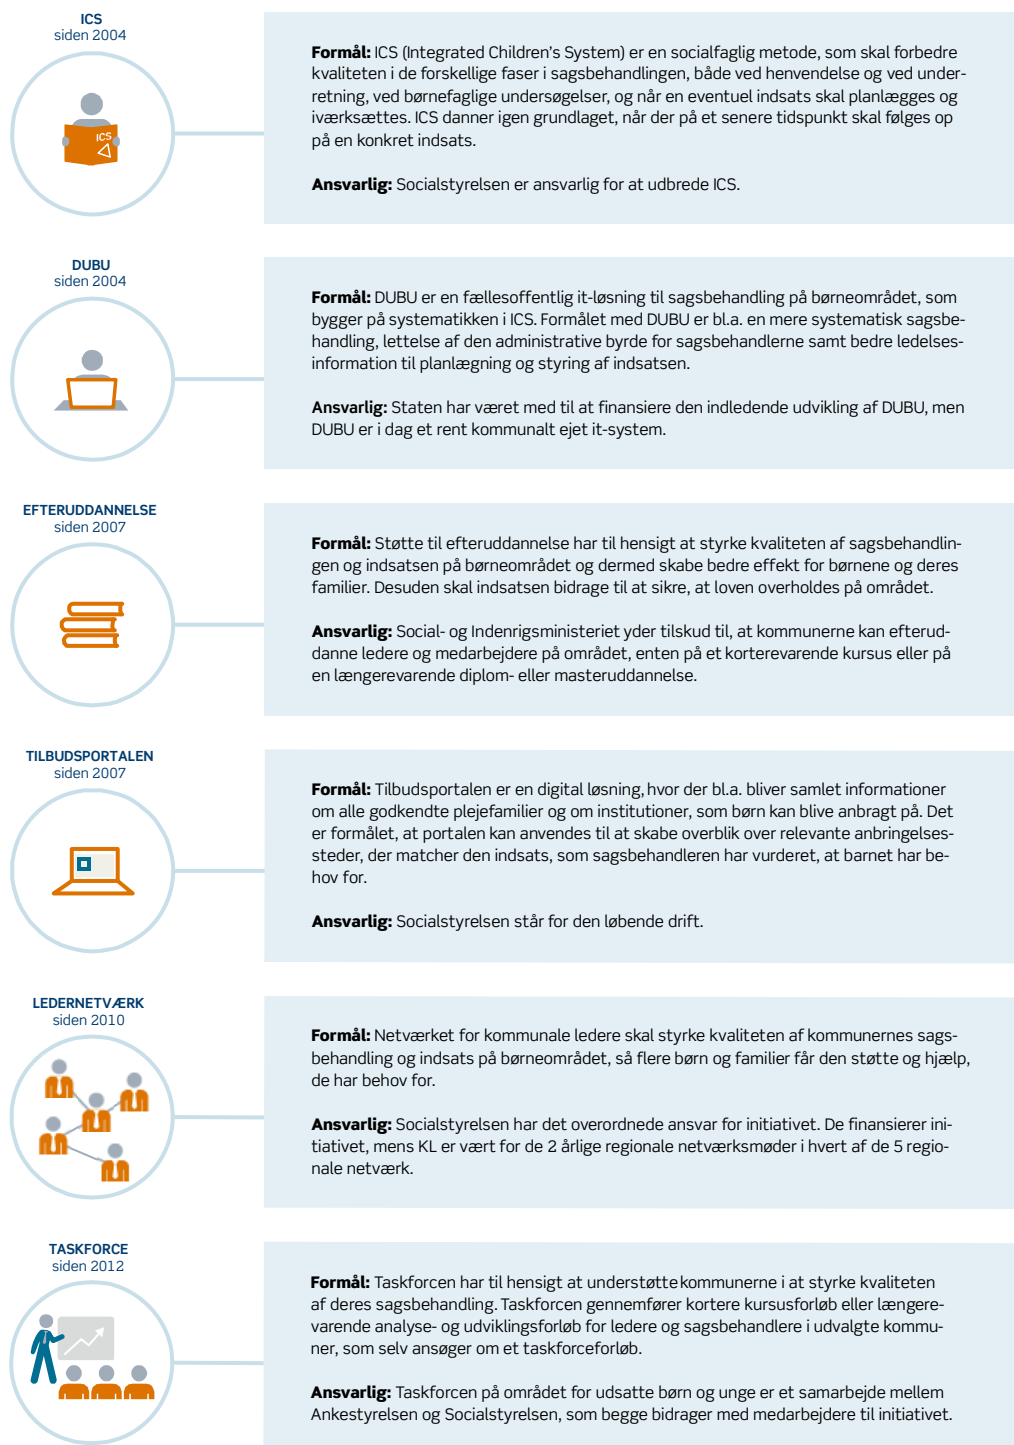 ICS
siden 2004
ICS
Formål: ICS (Integrated Children's System) er en socialfaglig metode, som skal forbedre
kvaliteten i de forskellige faser i sagsbehandlingen, både ved henvendelse og ved under-
retning, ved børnefaglige undersøgelser, og når en eventuel indsats skal planlægges og
iværksættes. ICS danner igen grundlaget, når der på et senere tidspunkt skal følges op
på en konkret indsats.
Ansvarlig: Socialstyrelsen er ansvarlig for at udbrede ICS.
DUBU
siden 2004
Formål: DUBU er en fællesoffentlig it-løsning til sagsbehandling på børneområdet, som
bygger på systematikken i ICS. Formålet med DUBU er bl.a. en mere systematisk sagsbe-
handling, lettelse af den administrative byrde for sagsbehandlerne samt bedre ledelses-
information til planlægning og styring af indsatsen.
Ansvarlig: Staten har været med til at finansiere den indledende udvikling af DUBU, men
DUBU er i dag et rent kommunalt ejet it-system.
EFTERUDDANNELSE
siden 2007
Formål: Støtte til efteruddannelse har til hensigt at styrke kvaliteten af sagsbehandlin-
gen og indsatsen på børneområdet og dermed skabe bedre effekt for børnene og deres
familier. Desuden skal indsatsen bidrage til at sikre, at loven overholdes på området.
Ansvarlig: Social- og Indenrigsministeriet yder tilskud til, at kommunerne kan efterud-
danne ledere og medarbejdere på området, enten på et korterevarende kursus eller på
en længerevarende diplom- eller masteruddannelse.
TILBUDSPORTALEN
siden 2007
Formål: Tilbudsportalen er en digital løsning, hvor der bl.a. bliver samlet informationer
om alle godkendte plejefamilier og om institutioner, som børn kan blive anbragt på. Det
er formålet, at portalen kan anvendes til at skabe overblik over relevante anbringelses-
steder, der matcher den indsats, som sagsbehandleren har vurderet, at barnet har be-
hov for.
Ansvarlig: Socialstyrelsen står for den løbende drift.
LEDERNETVÆRK
siden 2010
Formål: Netværket for kommunale ledere skal styrke kvaliteten af kommunernes sags-
behandling og indsats på børneområdet, så flere børn og familier får den støtte og hjælp,
de har behov for.
Ansvarlig: Socialstyrelsen har det overordnede ansvar for initiativet. De finansierer ini-
tiativet, mens KL er vært for de 2 årlige regionale netværksmøder i hvert af de 5 regio-
nale netværk.
TASKFORCE
siden 2012
Formål: Taskforcen har til hensigt at understøtte kommunerne i at styrke kvaliteten
af deres sagsbehandling. Taskforcen gennemfører kortere kursusforløb eller længere-
varende analyse- og udviklingsforløb for ledere og sagsbehandlere i udvalgte kommu-
ner, som selv ansøger om et taskforceforløb.
Ansvarlig: Taskforcen på området for udsatte børn og unge er et samarbejde mellem
Ankestyrelsen og Socialstyrelsen, som begge bidrager med medarbejdere til initiativet.